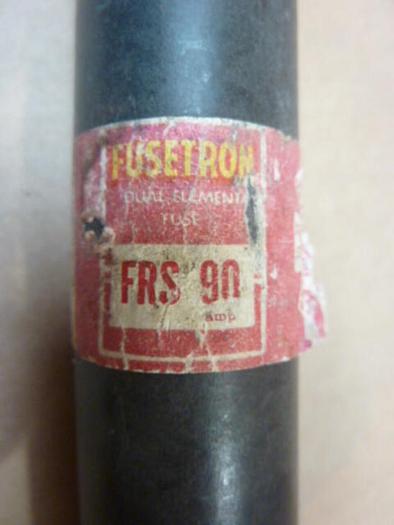 FUSETRON
DUAL ELEMENT
FUSE
FRS 90
Amp